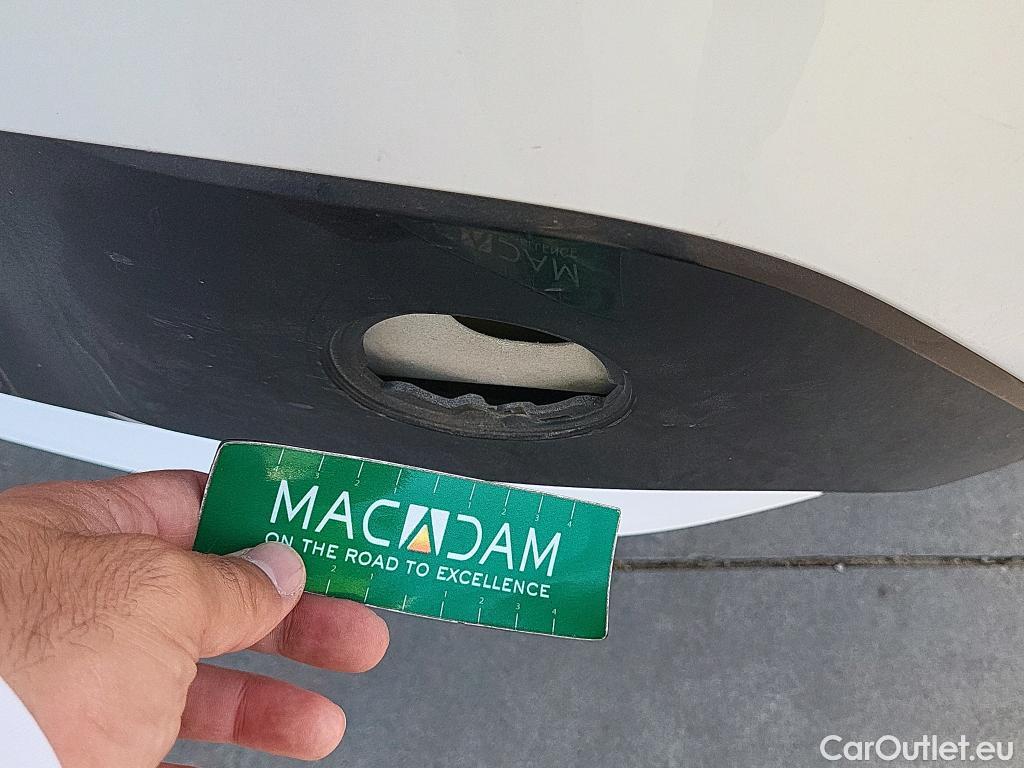 MACADAM
ON THE ROAD TO EXCELLENCE
CarOutlet.eu